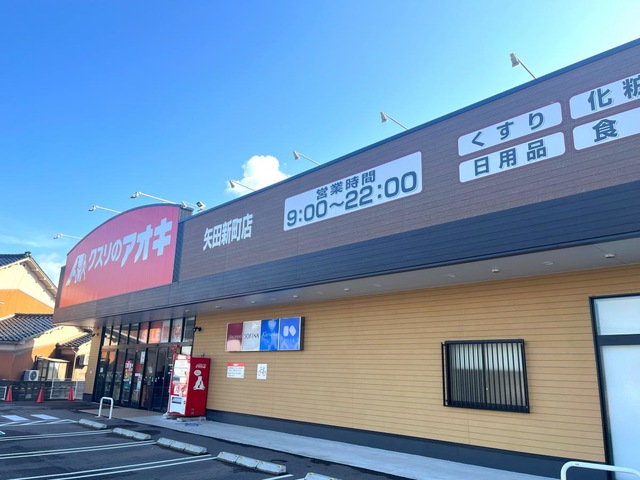 クスリのアオキ
矢田新町店
営業時間
9:00～22:00
くすり
化粧
日用品
食
SOFINA